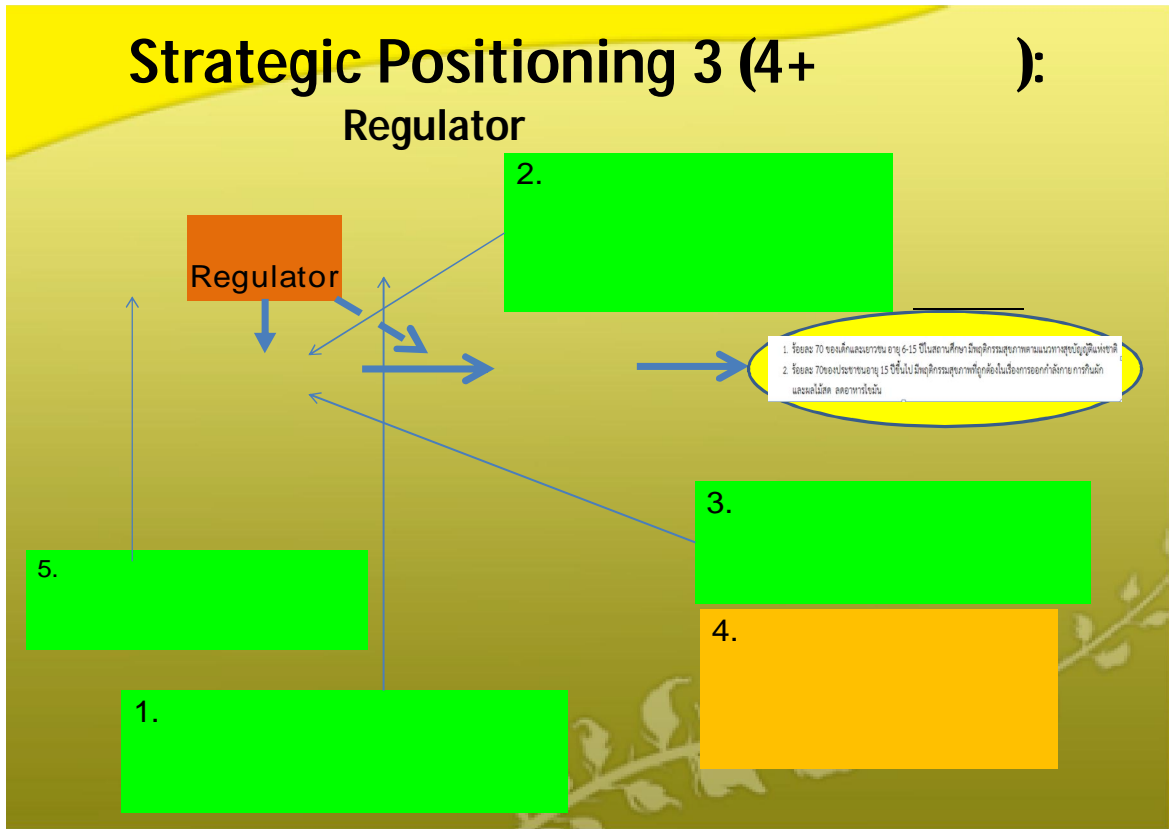 Strategic Positioning 3 (4+ ):
Regulator
2.
Regulator
1. ร้อยละ 70 ของเด็กและเยาวชน อายุ 6-15 ปีในสถานศึกษา มีพฤติกรรมสุขภาพตามแนวทางสุขบัญญัติแห่งชาติ
2. ร้อยละ 70ของประชาชนอายุ 15 ปีขึ้นไป มีพฤติกรรมสุขภาพที่ถูกต้องในเรื่องการออกกำลังกาย การกินผัก
และผลไม้สด ลดอาหารไขมัน
3.
5.
4.
1.